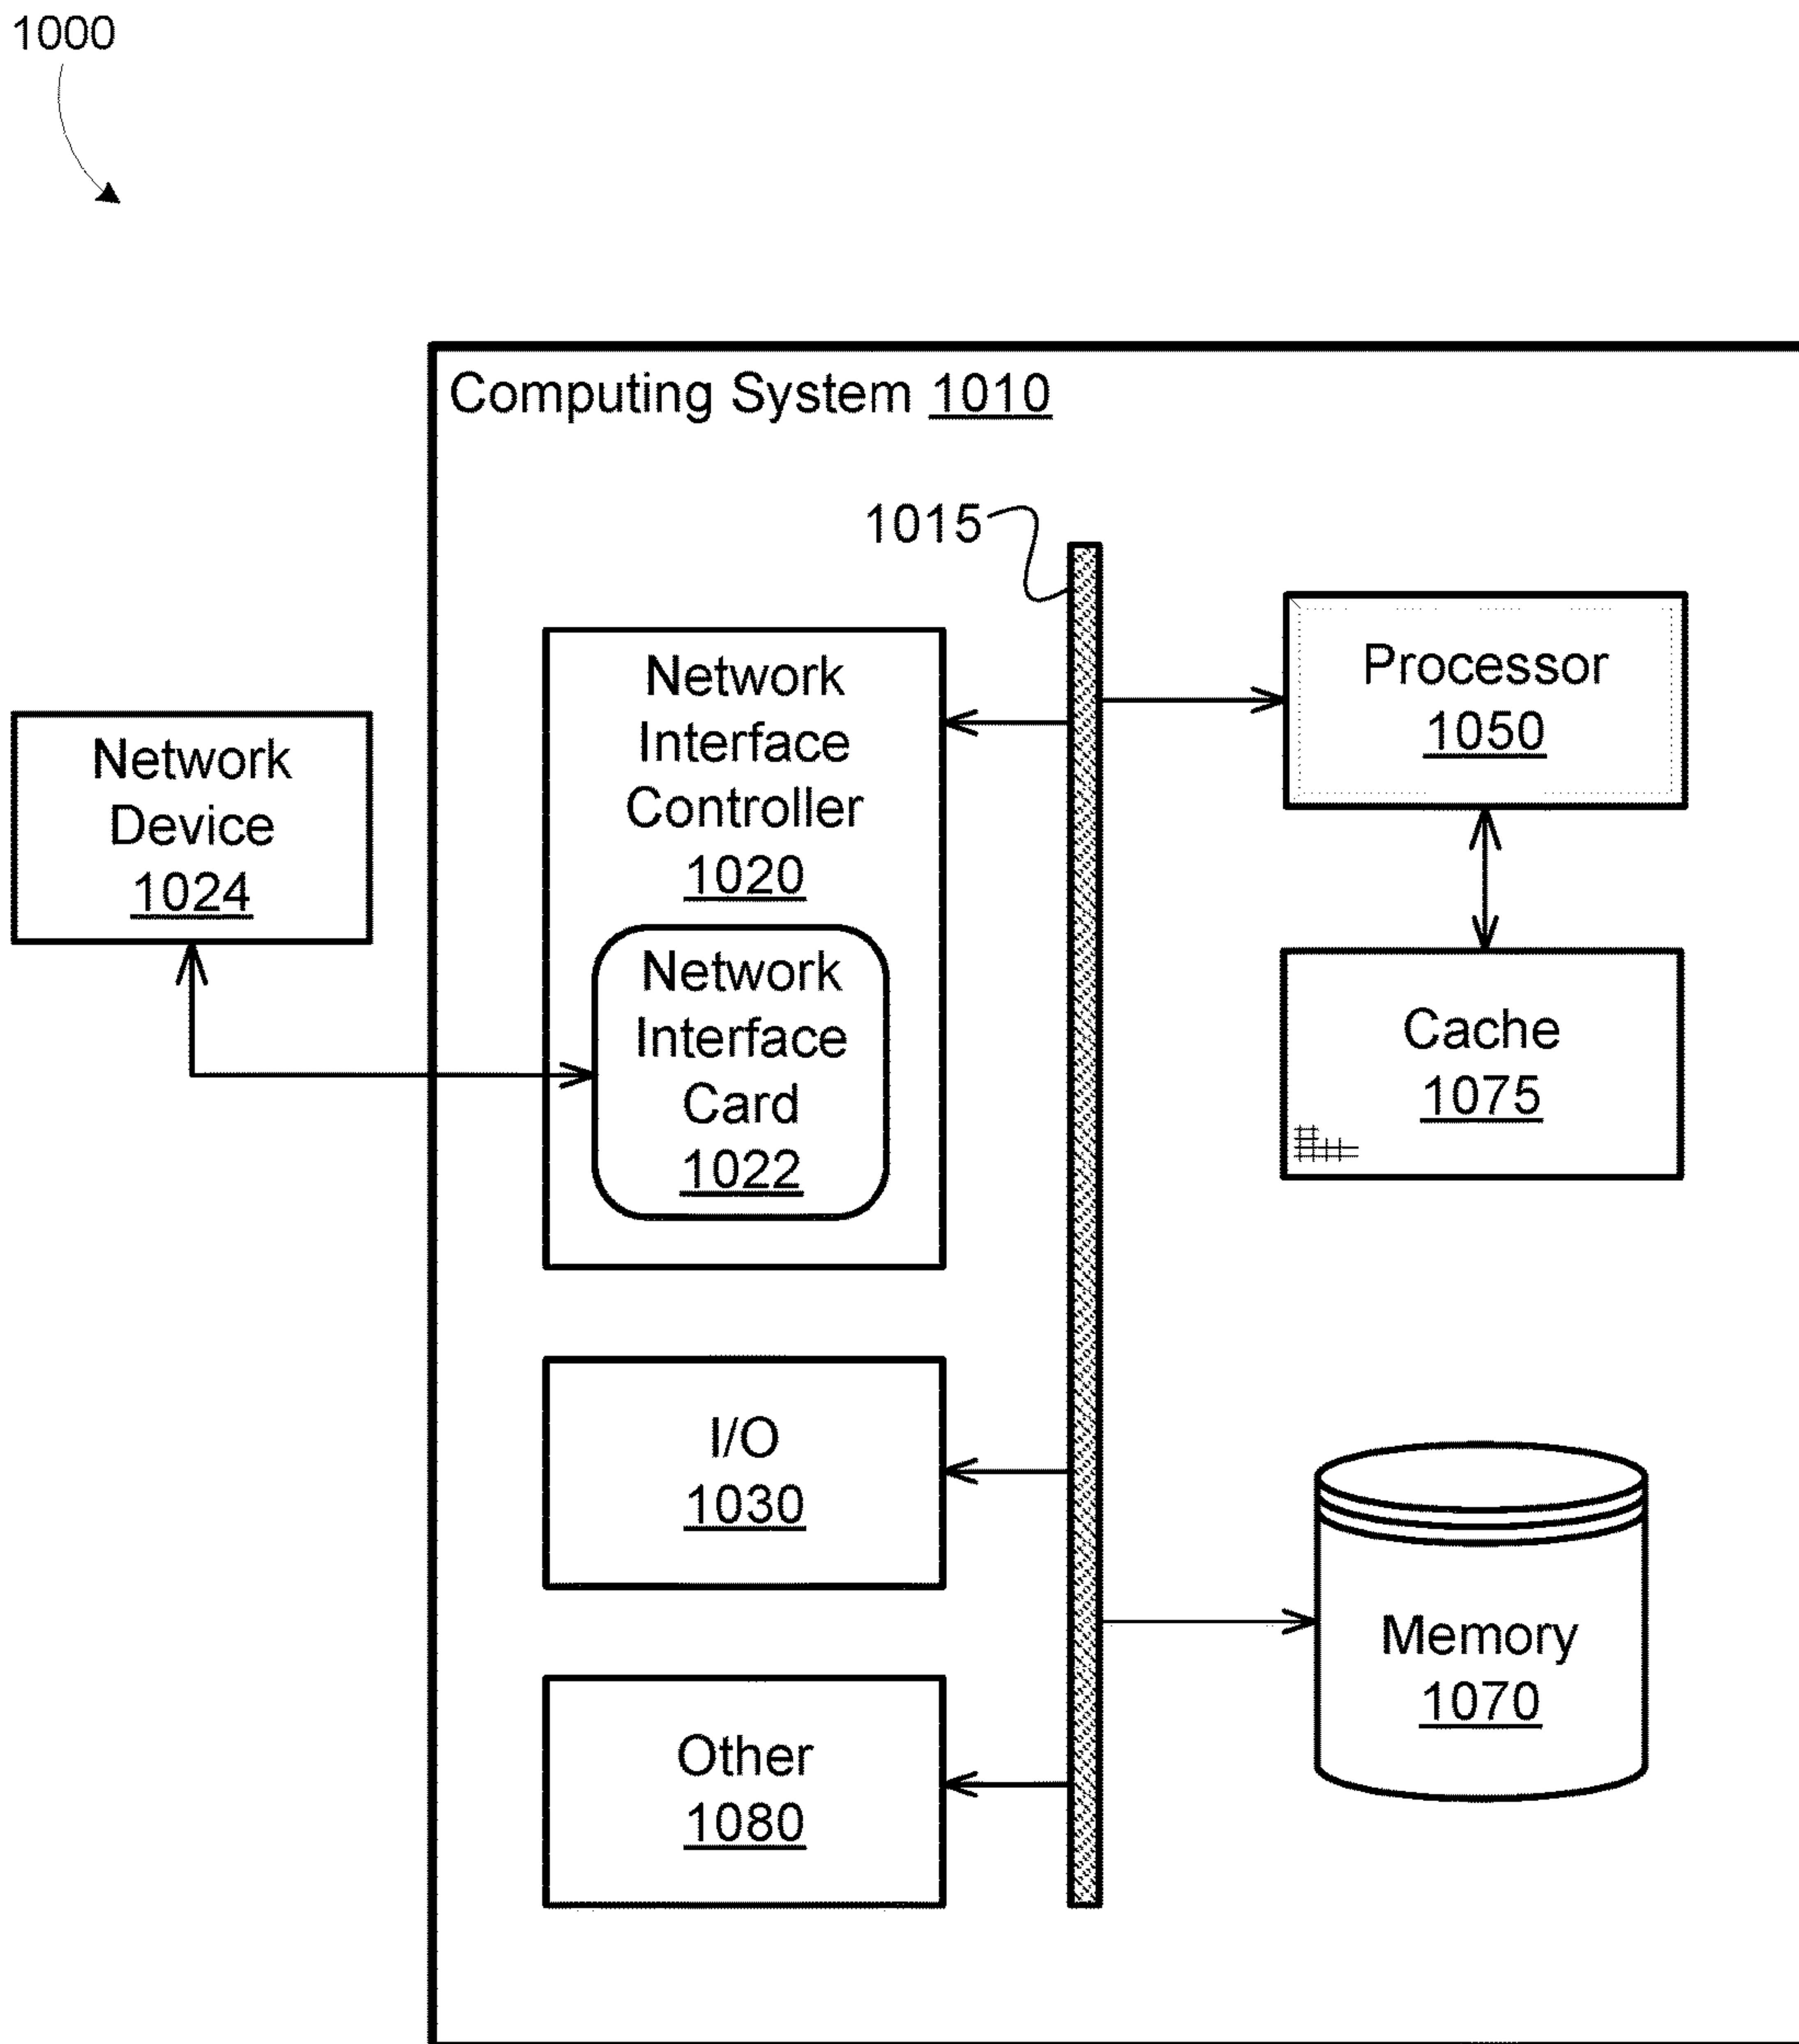 1000
Computing System 1010
1015
Network
Interface
Controller
1020
Network
Interface
Card
1022
Network
Device
1024
Processor
1050
Cache
1075
I/O
1030
Memory
1070
Other
1080